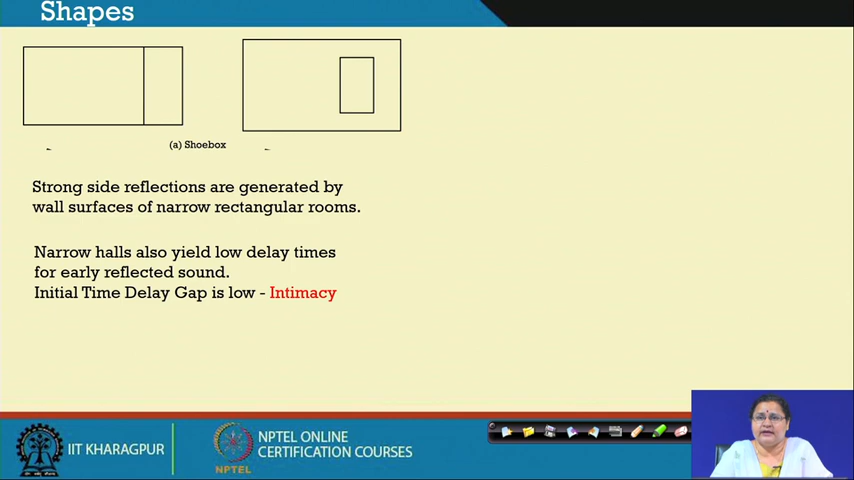 Shapes
(a) Shoebox
Strong side reflections are generated by
wall surfaces of narrow rectangular rooms.
Narrow halls also yield low delay times
for early reflected sound.
Initial Time Delay Gap is low - Intimacy
IIT KHARAGPUR
NPTEL
NPTEL ONLINE
CERTIFICATION COURSES